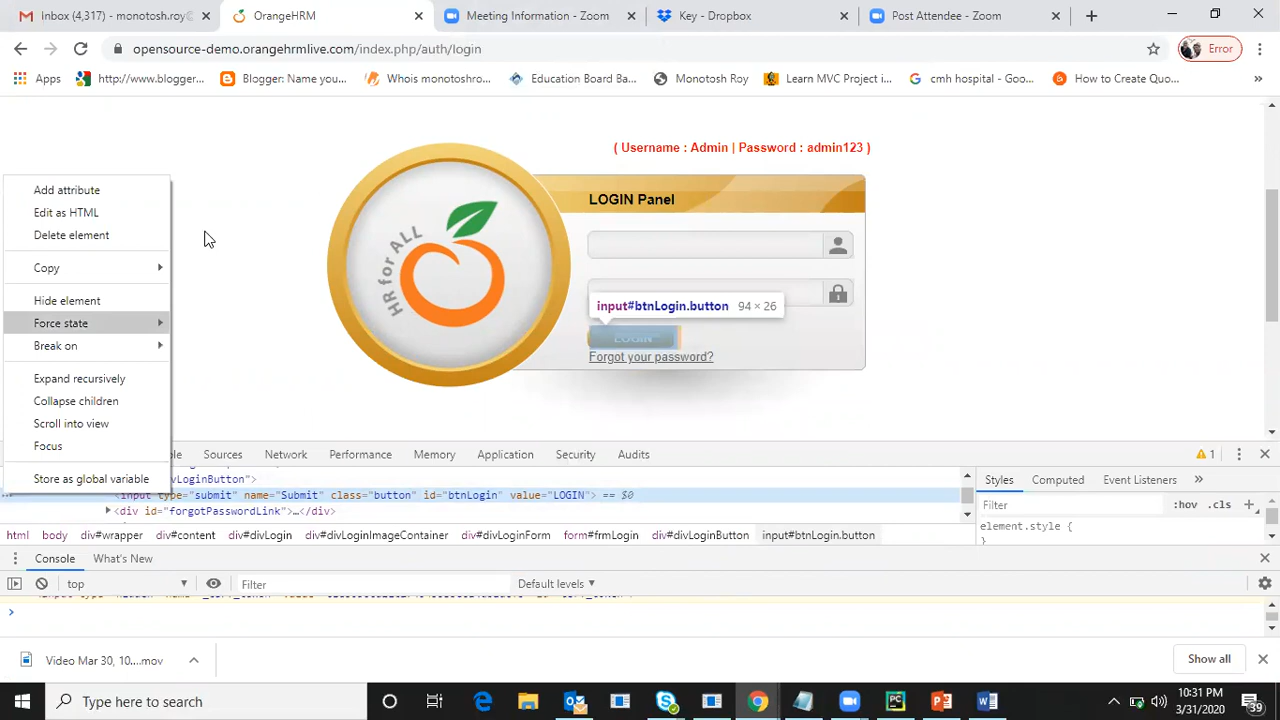 Inbox (4,317) - monotosh.roy@
OrangeHRM
Meeting Information - Zoom
Key - Dropbox
Post Attendee - Zoom
opensource-demo.orangehrmlive.com/index.php/auth/login
Error
Apps
http://www.blogger...
Blogger: Name you...
Whois monotoshro...
Education Board Ba...
Monotosh Roy
Learn MVC Project i...
cmh hospital - Goo...
How to Create Quo...
( Username : Admin | Password : admin123 )
LOGIN Panel
HR for ALL
input#btnLogin.button 94 × 26
LOGIN
Forgot your password?
Add attribute
Edit as HTML
Delete element
Copy
Hide element
Force state
Break on
Expand recursively
Collapse children
Scroll into view
Focus
Store as global variable
Sources
Network
Performance
Memory
Application
Security
Audits
1
ivLoginButton">
<input type="submit" name="Submit" class="button" id="btnLogin" value="LOGIN"> == $0
<div id="forgotPasswordLink">…</div>
html body div#wrapper div#content div#divLogin div#divLoginImageContainer div#divLoginForm form#frmLogin div#divLoginButton input#btnLogin.button
Styles
Computed
Event Listeners
Filter
:hov .cls
element.style {
}
Console
What's New
top
Filter
Default levels
Video Mar 30, 10....mov
Show all
Type here to search
10:31 PM
3/31/2020
39